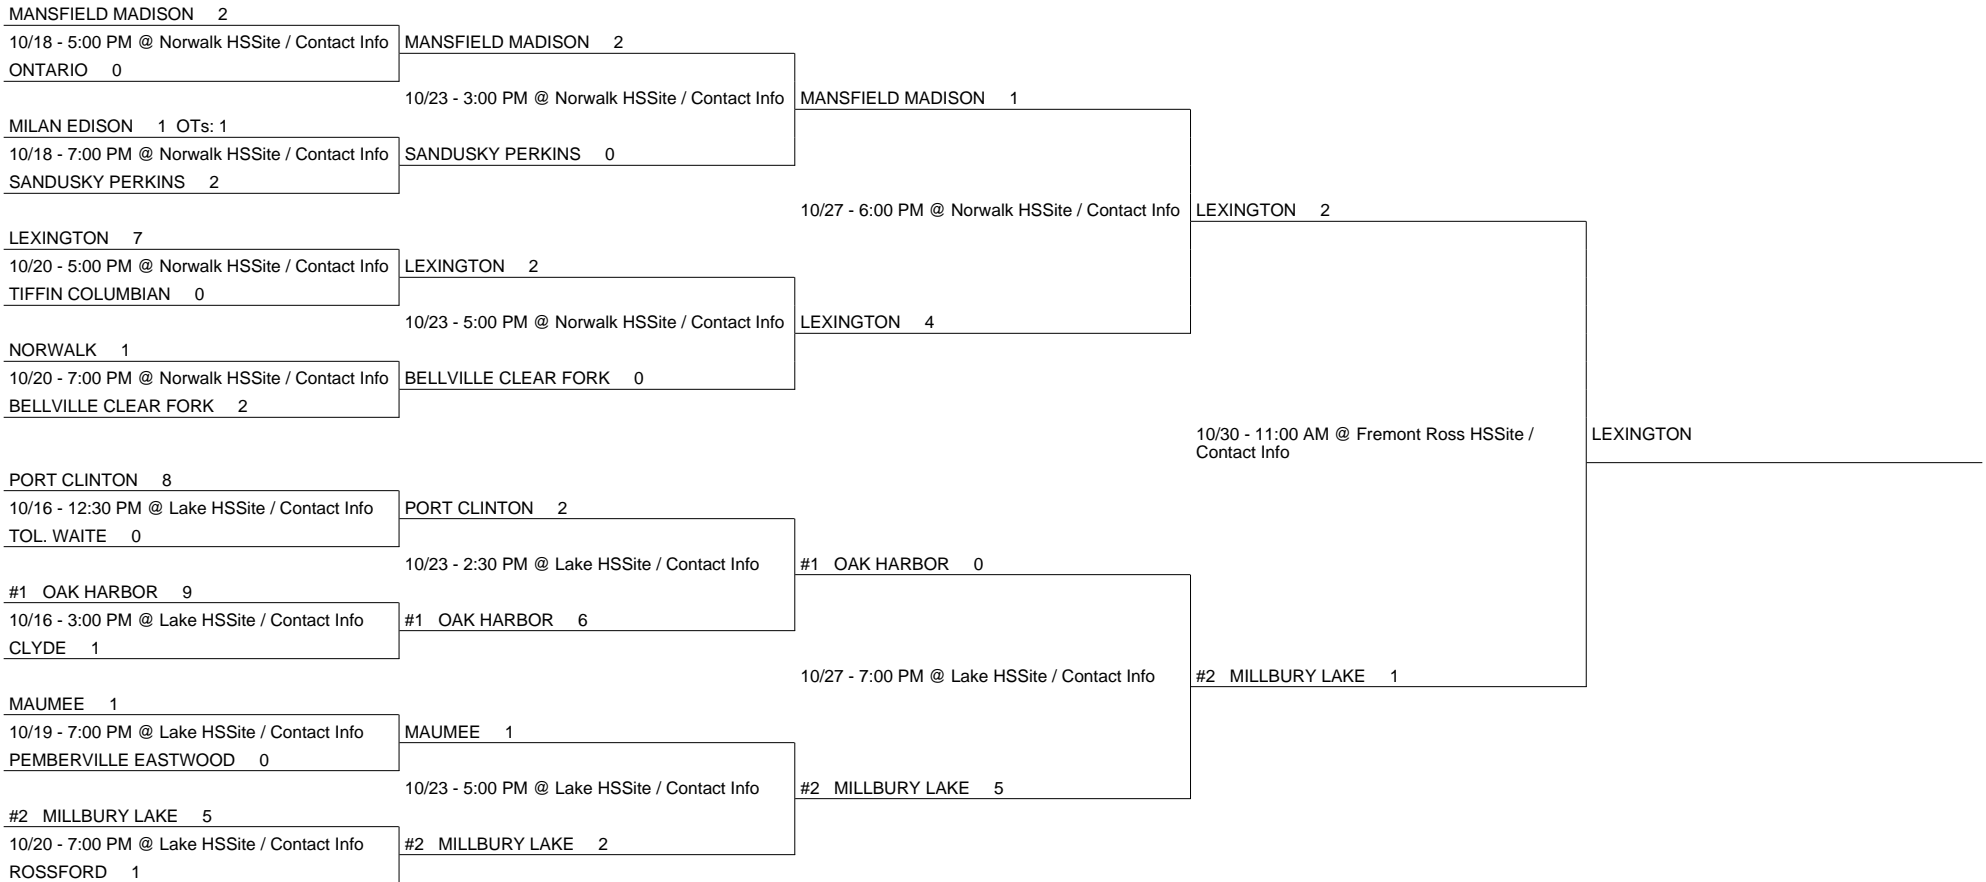 MANSFIELD MADISON 2
10/18 - 5:00 PM @ Norwalk HSSite / Contact Info
ONTARIO 0
MILAN EDISON 1 OTs: 1
10/18 - 7:00 PM @ Norwalk HSSite / Contact Info
SANDUSKY PERKINS 2
LEXINGTON 7
10/20 - 5:00 PM @ Norwalk HSSite / Contact Info
TIFFIN COLUMBIAN 0
NORWALK 1
10/20 - 7:00 PM @ Norwalk HSSite / Contact Info
BELLVILLE CLEAR FORK 2
PORT CLINTON 8
10/16 - 12:30 PM @ Lake HSSite / Contact Info
TOL. WAITE 0
#1 OAK HARBOR 9
10/16 - 3:00 PM @ Lake HSSite / Contact Info
CLYDE 1
MAUMEE 1
10/19 - 7:00 PM @ Lake HSSite / Contact Info
PEMBERVILLE EASTWOOD 0
#2 MILLBURY LAKE 5
10/20 - 7:00 PM @ Lake HSSite / Contact Info
ROSSFORD 1
MANSFIELD MADISON 2
10/23 - 3:00 PM @ Norwalk HSSite / Contact Info
SANDUSKY PERKINS 0
LEXINGTON 2
10/23 - 5:00 PM @ Norwalk HSSite / Contact Info
BELLVILLE CLEAR FORK 0
PORT CLINTON 2
10/23 - 2:30 PM @ Lake HSSite / Contact Info
#1 OAK HARBOR 6
MAUMEE 1
10/23 - 5:00 PM @ Lake HSSite / Contact Info
#2 MILLBURY LAKE 2
MANSFIELD MADISON 1
10/27 - 6:00 PM @ Norwalk HSSite / Contact Info
LEXINGTON 4
#1 OAK HARBOR 0
10/27 - 7:00 PM @ Lake HSSite / Contact Info
#2 MILLBURY LAKE 5
LEXINGTON 2
10/30 - 11:00 AM @ Fremont Ross HSSite /
Contact Info
#2 MILLBURY LAKE 1
LEXINGTON